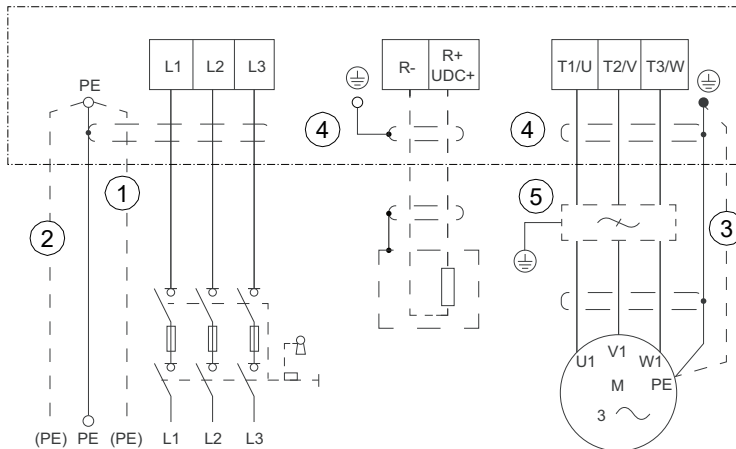 L1 L2 L3
R-
R+
UDC+
T1/U T2/V T3/W
PE
4
4
1
2
5
3
U1
V1
W1
M
PE
3
(PE) PE (PE) L1 L2 L3